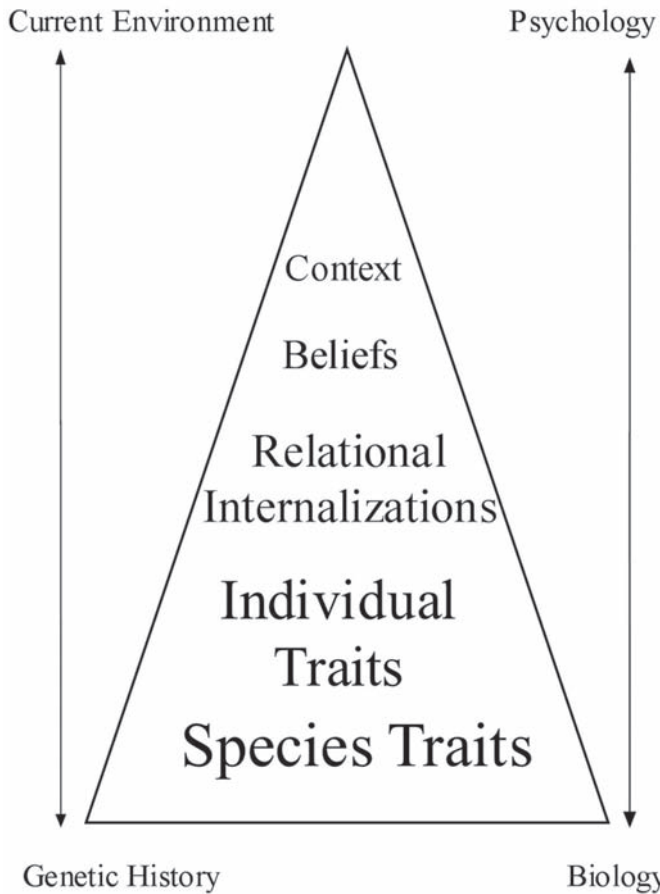 Current Environment
Psychology
Context
Beliefs
Relational
Internalizations
Individual
Traits
Species Traits
Genetic History
Biology